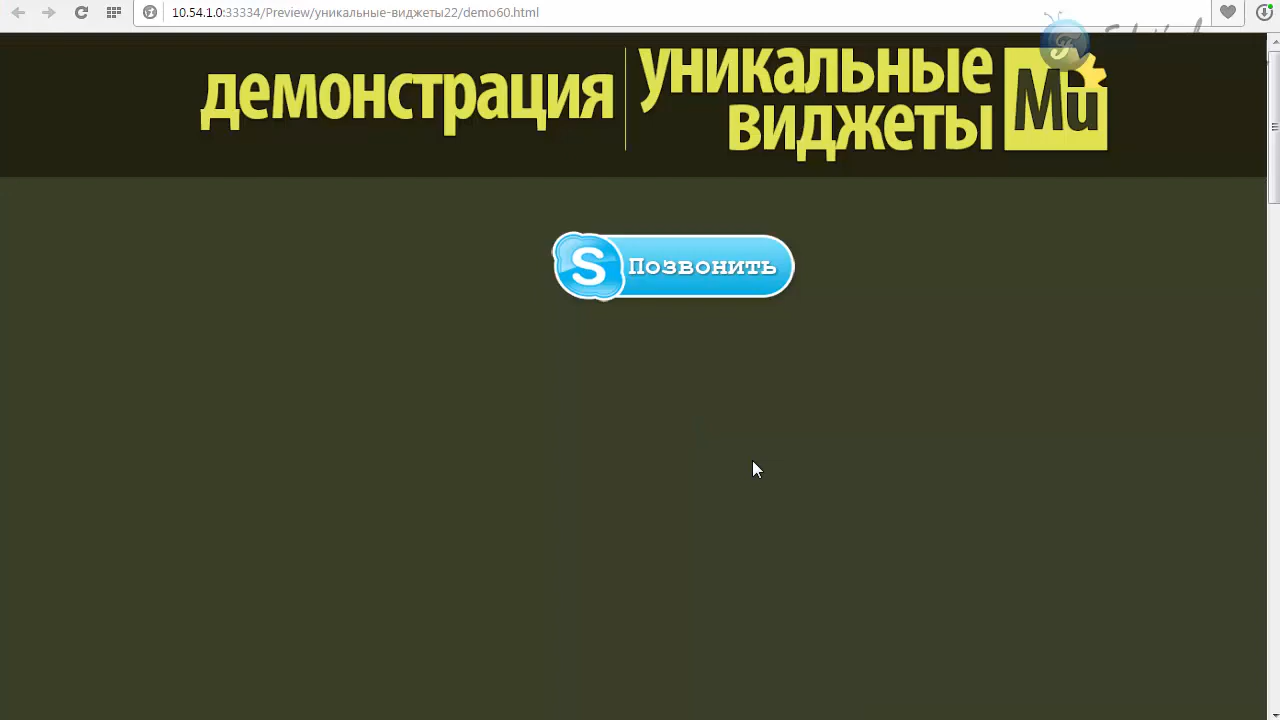 10.54.1.0:33334/Preview/уникальные-виджеты22/demo60.html
демонстрация
уникальные
виджеты
Mu
S
Позвонить